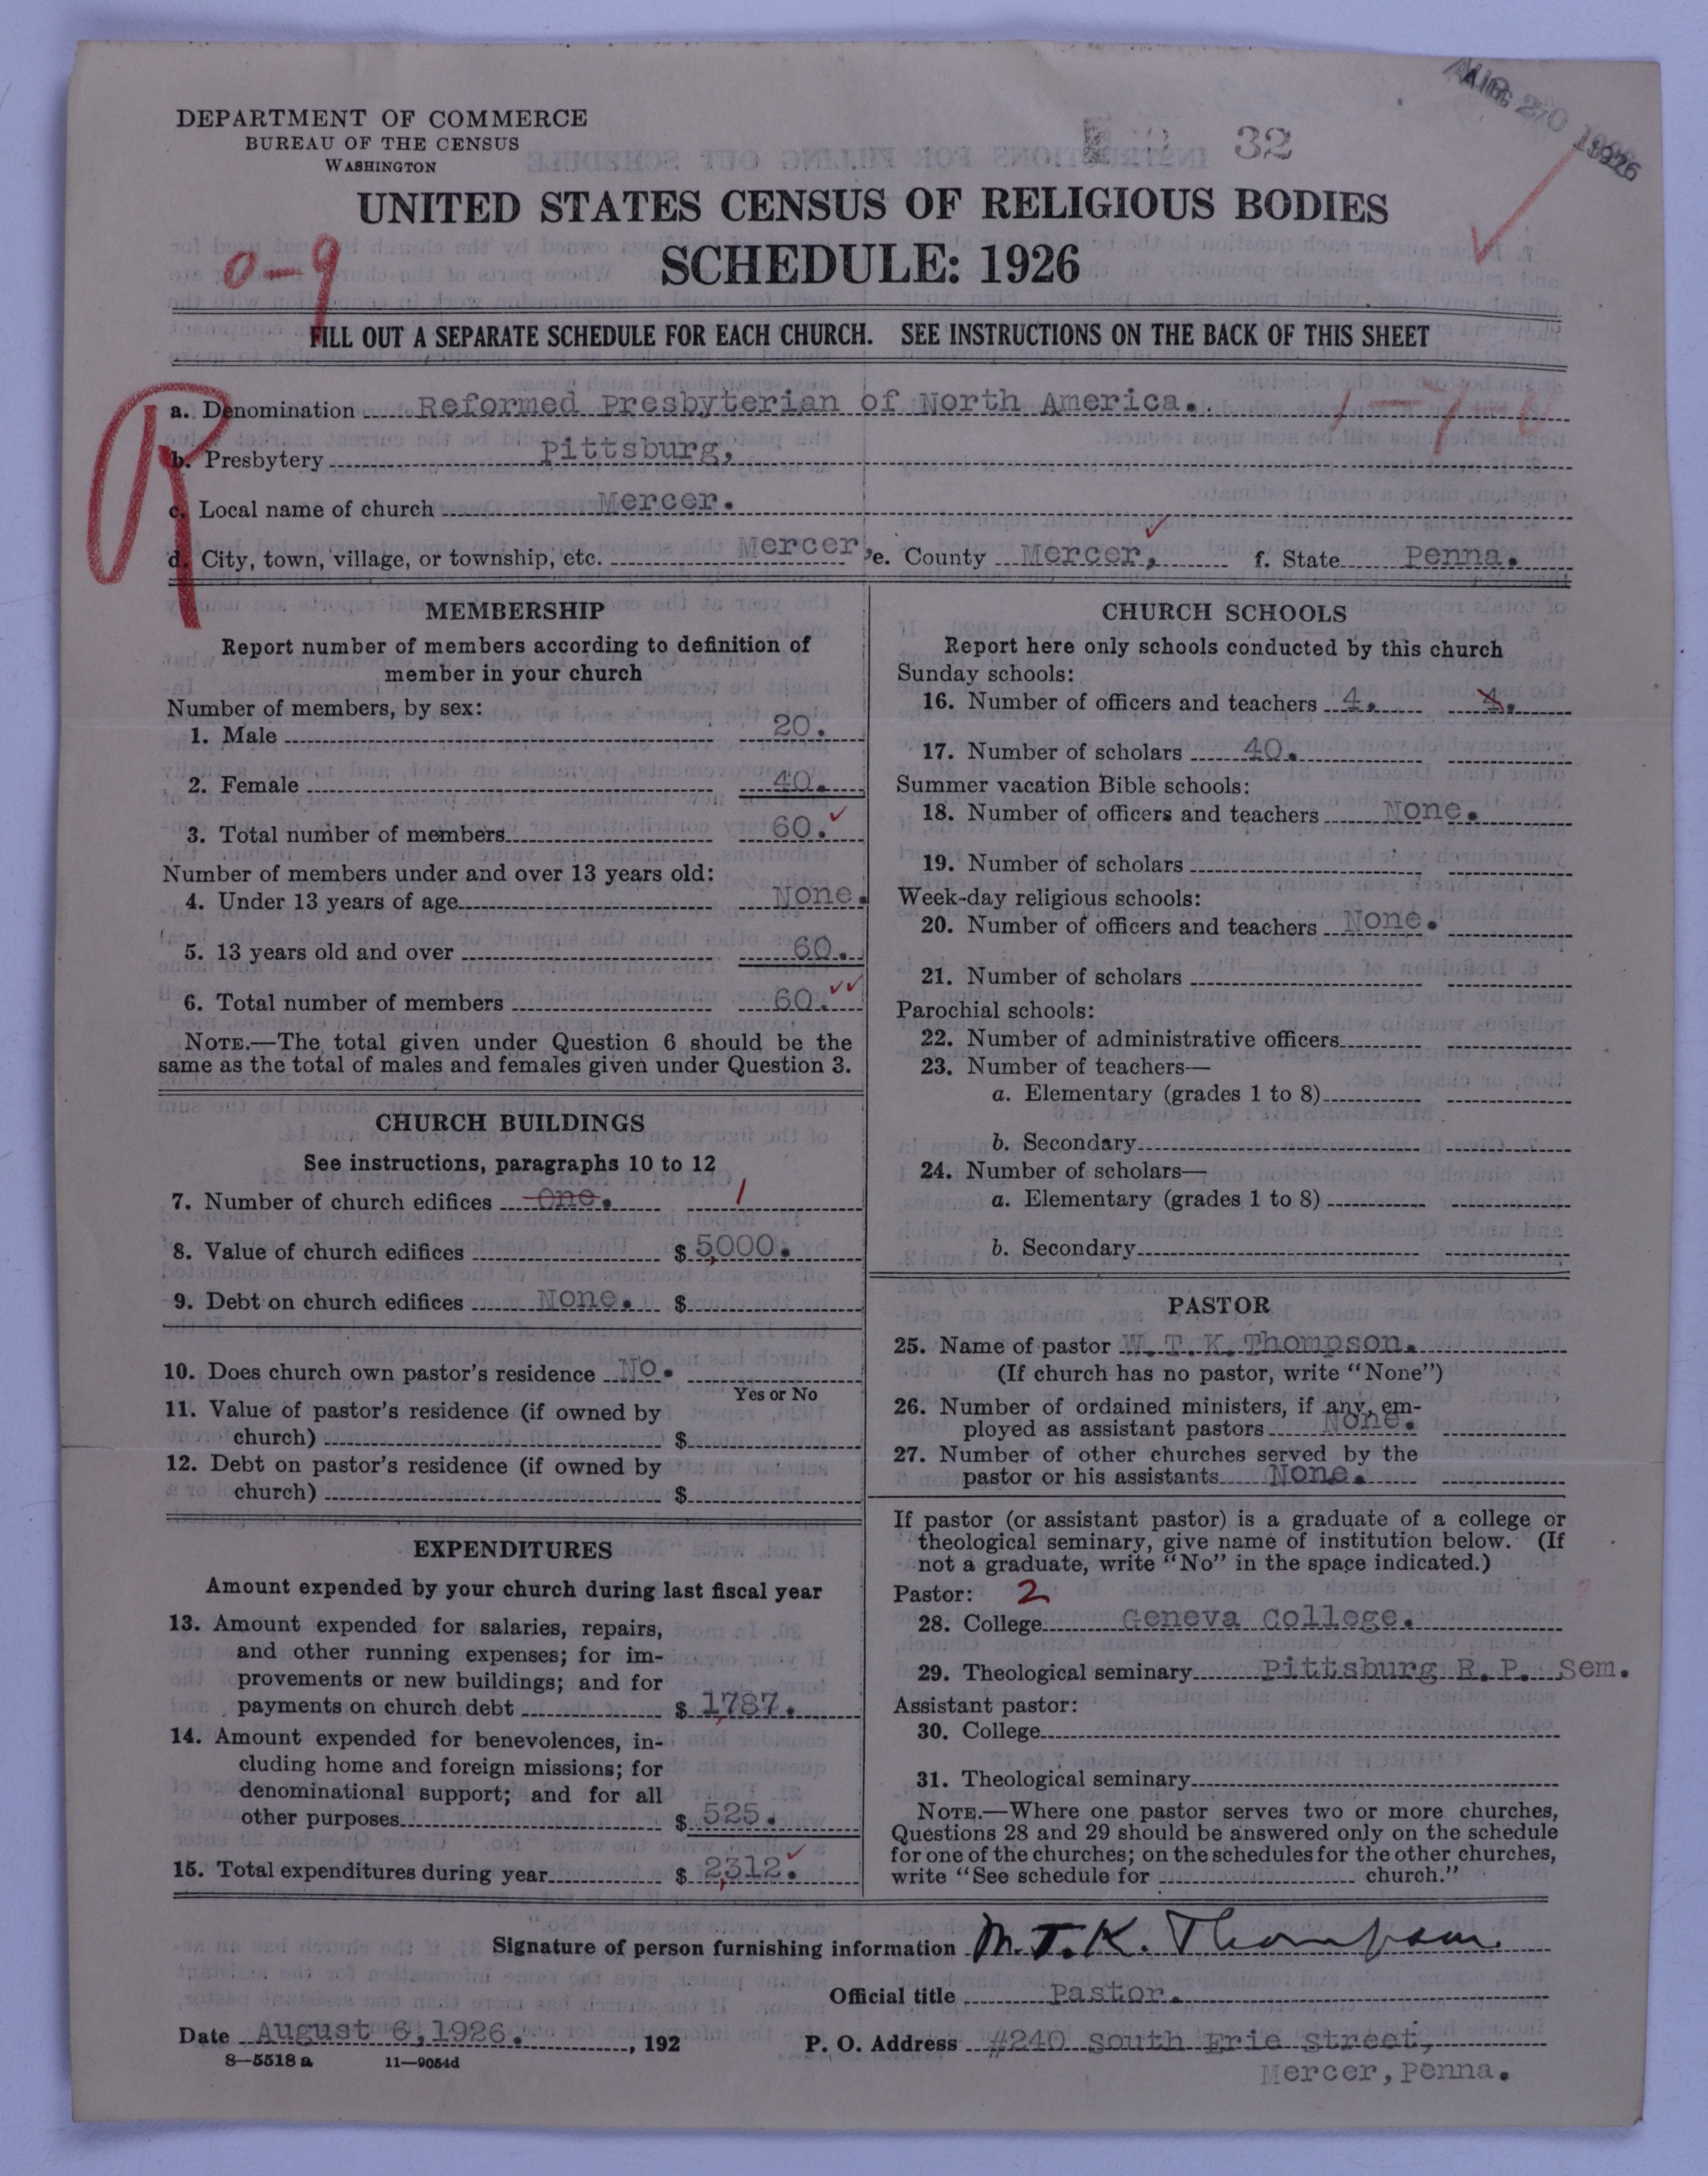 DEPARTMENT OF COMMERCE
BUREAU OF THE CENSUS
WASHINGTON
32
UNITED STATES CENSUS OF RELIGIOUS BODIES
SCHEDULE: 1926
0-9
FILL OUT A SEPARATE SCHEDULE FOR EACH CHURCH. SEE INSTRUCTIONS ON THE BACK OF THIS SHEET
R
a. Denomination Reformed Presbyterian of North America.
b. Presbytery Pittsburg,
c. Local name of church Mercer.
d. City, town, village, or township, etc. Mercer, e. County Mercer, f. State Penna.
MEMBERSHIP
Report number of members according to definition of
member in your church
Number of members, by sex:
1. Male 20.
2. Female 40.
3. Total number of members 60.
Number of members under and over 13 years old:
4. Under 13 years of age None.
5. 13 years old and over 60.
6. Total number of members 60.
NOTE.—The total given under Question 6 should be the
same as the total of males and females given under Question 3.
CHURCH BUILDINGS
See instructions, paragraphs 10 to 12
7. Number of church edifices One. 1
8. Value of church edifices $ 5,000.
9. Debt on church edifices None. $
10. Does church own pastor's residence No.
Yes or No
11. Value of pastor's residence (if owned by
church) $
12. Debt on pastor's residence (if owned by
church) $
EXPENDITURES
Amount expended by your church during last fiscal year
13. Amount expended for salaries, repairs,
and other running expenses; for im-
provements or new buildings; and for
payments on church debt $ 1,787.
14. Amount expended for benevolences, in-
cluding home and foreign missions; for
denominational support; and for all
other purposes $ 525.
15. Total expenditures during year $ 2,312.
CHURCH SCHOOLS
Report here only schools conducted by this church
Sunday schools:
16. Number of officers and teachers 4. 4.
17. Number of scholars 40.
Summer vacation Bible schools:
18. Number of officers and teachers None.
19. Number of scholars
Week-day religious schools:
20. Number of officers and teachers None.
21. Number of scholars
Parochial schools:
22. Number of administrative officers
23. Number of teachers—
a. Elementary (grades 1 to 8)
b. Secondary
24. Number of scholars—
a. Elementary (grades 1 to 8)
b. Secondary
PASTOR
25. Name of pastor W. T. K. Thompson.
(If church has no pastor, write "None")
26. Number of ordained ministers, if any, em-
ployed as assistant pastors None.
27. Number of other churches served by the
pastor or his assistants None.
If pastor (or assistant pastor) is a graduate of a college or
theological seminary, give name of institution below. (If
not a graduate, write "No" in the space indicated.)
Pastor: 2
28. College Geneva College.
29. Theological seminary Pittsburg R. P. Sem.
Assistant pastor:
30. College
31. Theological seminary
NOTE.—Where one pastor serves two or more churches,
Questions 28 and 29 should be answered only on the schedule
for one of the churches; on the schedules for the other churches,
write "See schedule for church."
Signature of person furnishing information M. T. K. Thompson.
Official title Pastor.
Date August 6, 1926. , 192
P. O. Address #240 South Erie Street,
Mercer, Penna.
8—5518 a 11—9054d